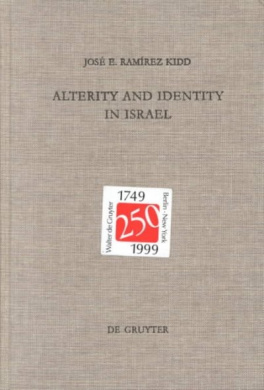 JOSÉ E. RAMÍREZ KIDD
ALTERITY AND IDENTITY
IN ISRAEL
1749
Walter de Gruyter
250
Berlin · New York
1999
DE GRUYTER